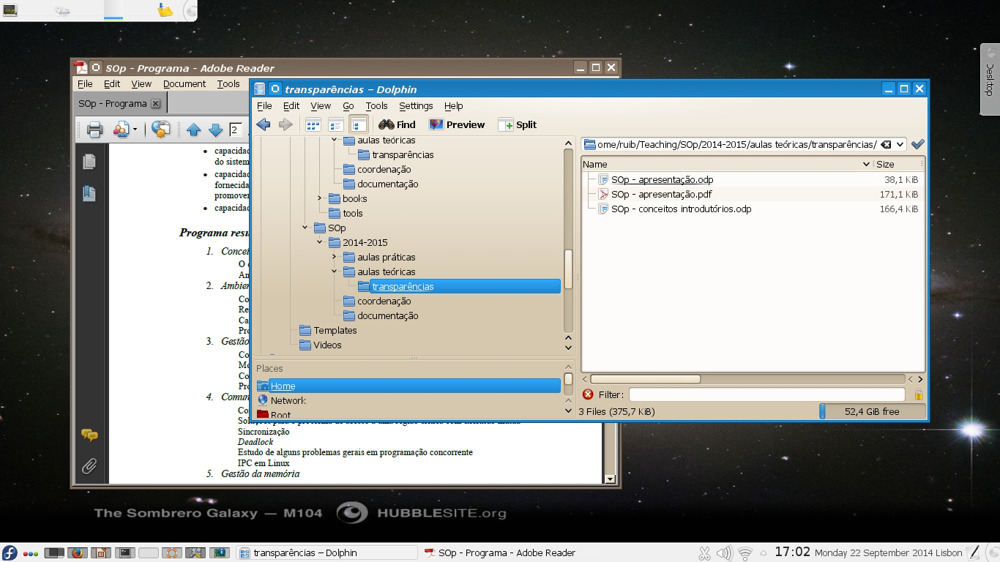 Desktop
SOp - Programa - Adobe Reader
File Edit View Document Tools
SOp - Programa
2
capacidad
do sistem
capacidad
fornecida
promover
capacidad
Programa resu
1. Concei
O
An
2. Ambien
Co
Re
Ca
Pro
3. Gestão
Co
Mo
Co
Pro
4. Comun
Co
Sincronização
Deadlock
Estudo de alguns problemas gerais em programação concorrente
IPC em Linux
5. Gestão da memória
transparências – Dolphin
File Edit View Go Tools Settings Help
Find Preview Split
aulas teóricas
transparências
coordenação
documentação
books
tools
SOp
2014-2015
aulas práticas
aulas teóricas
transparências
coordenação
documentação
Templates
Videos
Places
Home
Network
Root
ome/ruib/Teaching/SOp/2014-2015/aulas teóricas/transparências/
Name Size
SOp - apresentação.odp 38,1 KiB
SOp - apresentação.pdf 171,1 KiB
SOp - conceitos introdutórios.odp 166,4 KiB
Filter:
3 Files (375,7 KiB) 52,4 GiB free
The Sombrero Galaxy — M104 HUBBLESITE.org
transparências – Dolphin SOp - Programa - Adobe Reader 17:02 Monday 22 September 2014 Lisbon